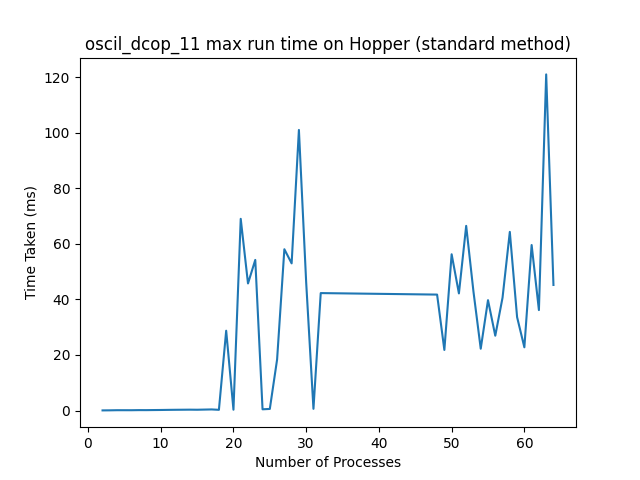 oscil_dcop_11 max run time on Hopper (standard method)
Time Taken (ms)
120
100
80
60
40
20
0
0 10 20 30 40 50 60
Number of Processes